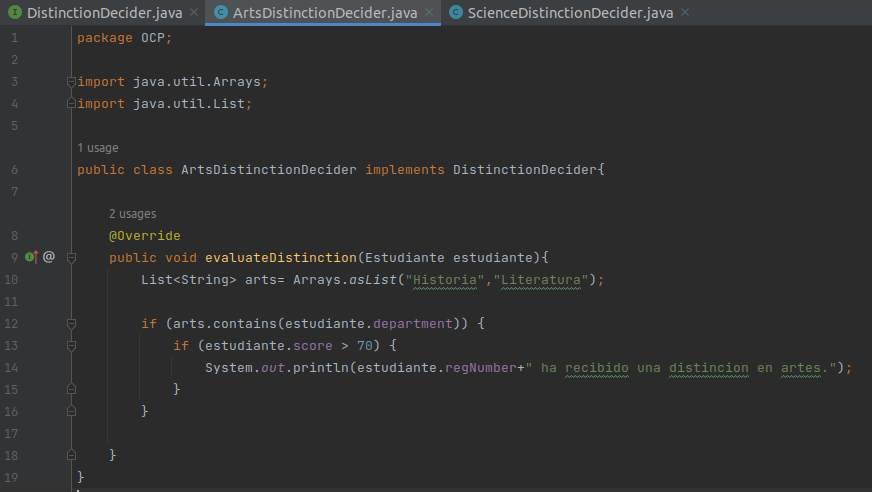 DistinctionDecider.java
ArtsDistinctionDecider.java
ScienceDistinctionDecider.java
1 package OCP;
2
3 import java.util.Arrays;
4 import java.util.List;
5
1 usage
6 public class ArtsDistinctionDecider implements DistinctionDecider{
7
2 usages
8 @Override
9 public void evaluateDistinction(Estudiante estudiante){
10 List<String> arts= Arrays.asList("Historia","Literatura");
11
12 if (arts.contains(estudiante.department)) {
13 if (estudiante.score > 70) {
14 System.out.println(estudiante.regNumber+" ha recibido una distincion en artes.");
15 }
16 }
17
18 }
19 }